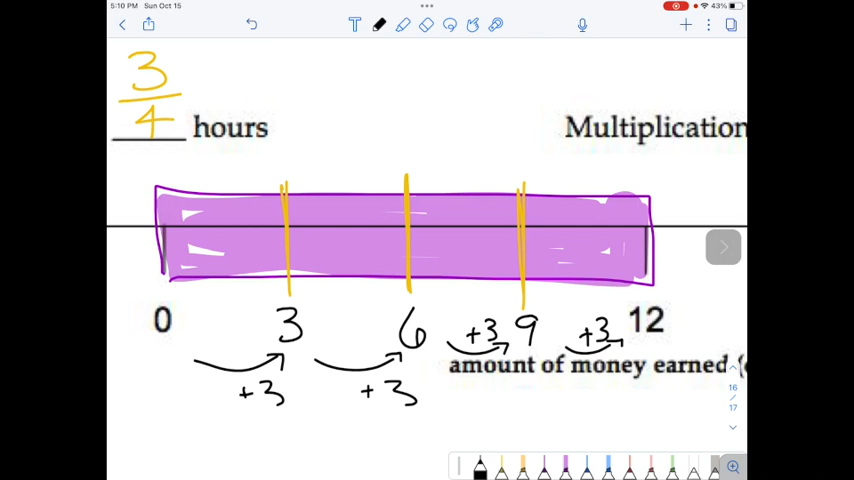 5:10 PM Sun Oct 15
43%
T
3
4
hours
Multiplication
0 3 6 +3 9 +3 12
+3 +3
amount of money earned (
16
/
17